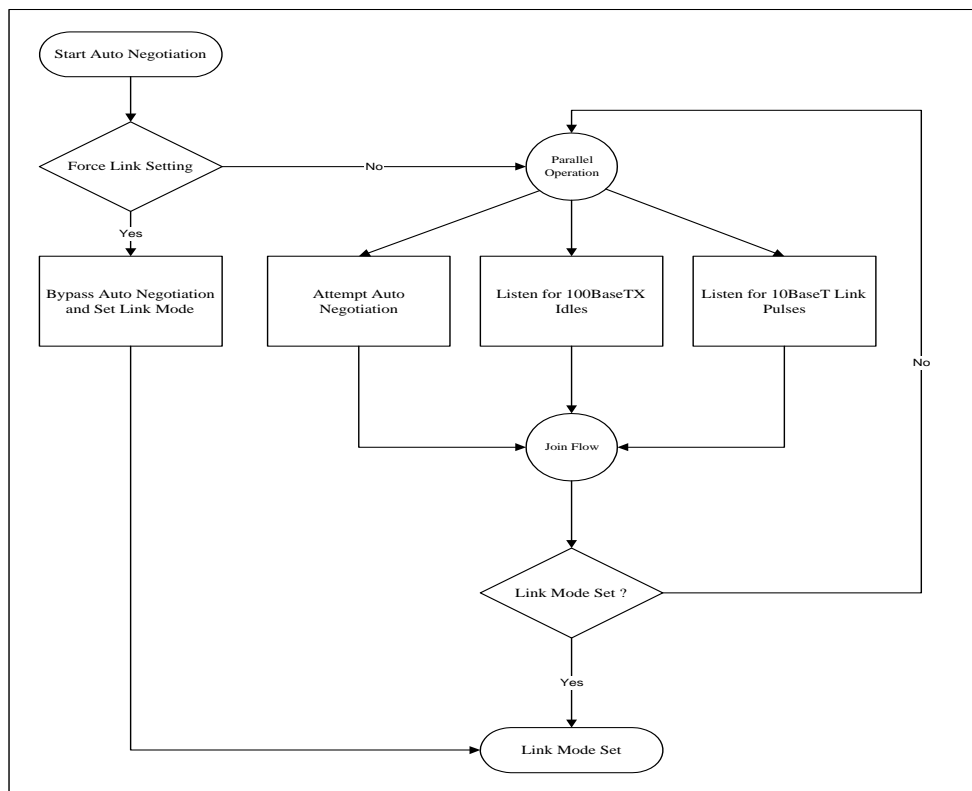 Start Auto Negotiation
Force Link Setting
No
Parallel
Operation
Yes
Bypass Auto Negotiation
and Set Link Mode
Attempt Auto
Negotiation
Listen for 100BaseTX
Idles
Listen for 10BaseT Link
Pulses
No
Join Flow
Link Mode Set ?
Yes
Link Mode Set